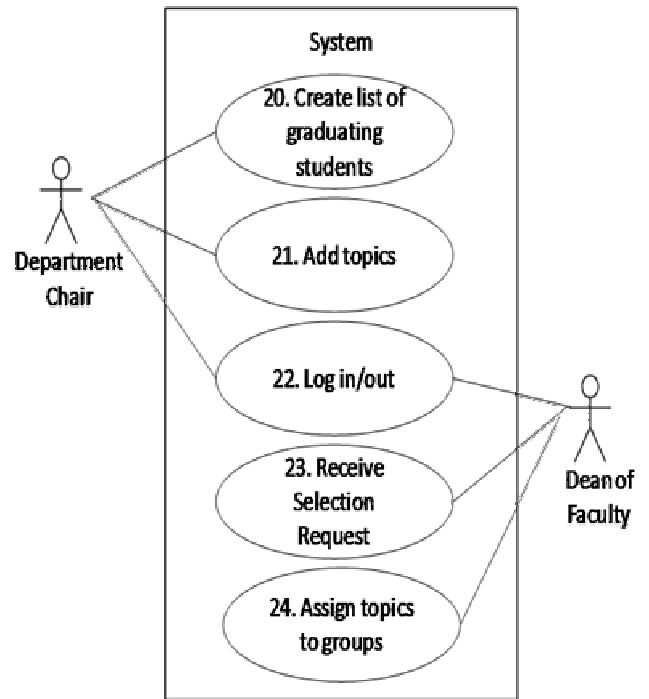 System
20. Create list of
graduating
students
Department
Chair
21. Add topics
22. Log in/out
23. Receive
Selection
Request
Dean of
Faculty
24. Assign topics
to groups